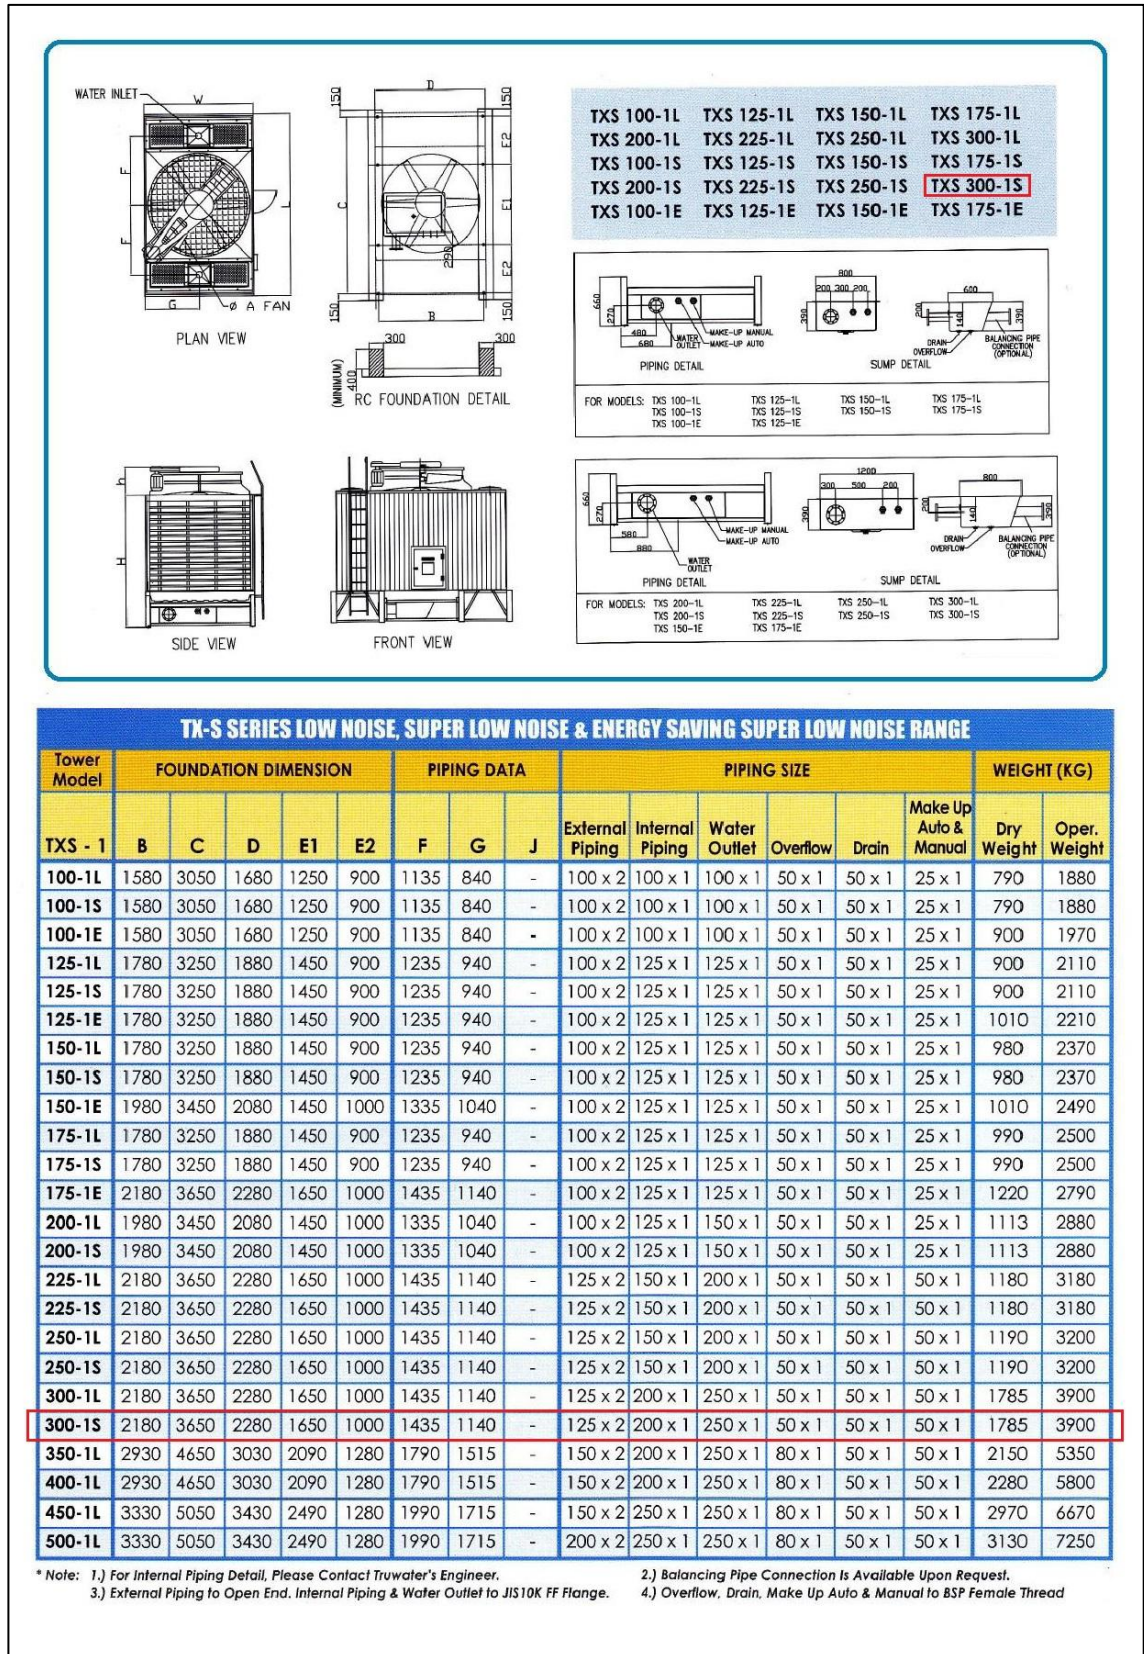 WATER INLET
W
F
F
L
G
Ø A FAN
PLAN VIEW
150
D
150
E2
C
E1
290
E2
150
B
150
300
300
(MINIMUM)
400
RC FOUNDATION DETAIL
h
H
SIDE VIEW
FRONT VIEW
TXS 100-1L TXS 125-1L TXS 150-1L TXS 175-1L
TXS 200-1L TXS 225-1L TXS 250-1L TXS 300-1L
TXS 100-1S TXS 125-1S TXS 150-1S TXS 175-1S
TXS 200-1S TXS 225-1S TXS 250-1S TXS 300-1S
TXS 100-1E TXS 125-1E TXS 150-1E TXS 175-1E
660
270
480
680
WATER OUTLET
MAKE-UP MANUAL
MAKE-UP AUTO
PIPING DETAIL
800
200 300 200
390
600
200
140
390
DRAIN
OVERFLOW
BALANCING PIPE
CONNECTION
(OPTIONAL)
SUMP DETAIL
FOR MODELS: TXS 100-1L TXS 125-1L TXS 150-1L TXS 175-1L
TXS 100-1S TXS 125-1S TXS 150-1S TXS 175-1S
TXS 100-1E TXS 125-1E
660
270
580
880
WATER
OUTLET
MAKE-UP MANUAL
MAKE-UP AUTO
PIPING DETAIL
1200
300 500 200
390
800
200
140
390
DRAIN
OVERFLOW
BALANCING PIPE
CONNECTION
(OPTIONAL)
SUMP DETAIL
FOR MODELS: TXS 200-1L TXS 225-1L TXS 250-1L TXS 300-1L
TXS 200-1S TXS 225-1S TXS 250-1S TXS 300-1S
TXS 150-1E TXS 175-1E
TX-S SERIES LOW NOISE, SUPER LOW NOISE & ENERGY SAVING SUPER LOW NOISE RANGE
Tower Model FOUNDATION DIMENSION PIPING DATA PIPING SIZE WEIGHT (KG)
TXS - 1 B C D E1 E2 F G J External Piping Internal Piping Water Outlet Overflow Drain Make Up Auto & Manual Dry Weight Oper. Weight
100-1L 1580 3050 1680 1250 900 1135 840 - 100 x 2 100 x 1 100 x 1 50 x 1 50 x 1 25 x 1 790 1880
100-1S 1580 3050 1680 1250 900 1135 840 - 100 x 2 100 x 1 100 x 1 50 x 1 50 x 1 25 x 1 790 1880
100-1E 1580 3050 1680 1250 900 1135 840 - 100 x 2 100 x 1 100 x 1 50 x 1 50 x 1 25 x 1 900 1970
125-1L 1780 3250 1880 1450 900 1235 940 - 100 x 2 125 x 1 125 x 1 50 x 1 50 x 1 25 x 1 900 2110
125-1S 1780 3250 1880 1450 900 1235 940 - 100 x 2 125 x 1 125 x 1 50 x 1 50 x 1 25 x 1 900 2110
125-1E 1780 3250 1880 1450 900 1235 940 - 100 x 2 125 x 1 125 x 1 50 x 1 50 x 1 25 x 1 1010 2210
150-1L 1780 3250 1880 1450 900 1235 940 - 100 x 2 125 x 1 125 x 1 50 x 1 50 x 1 25 x 1 980 2370
150-1S 1780 3250 1880 1450 900 1235 940 - 100 x 2 125 x 1 125 x 1 50 x 1 50 x 1 25 x 1 980 2370
150-1E 1980 3450 2080 1450 1000 1335 1040 - 100 x 2 125 x 1 125 x 1 50 x 1 50 x 1 25 x 1 1010 2490
175-1L 1780 3250 1880 1450 900 1235 940 - 100 x 2 125 x 1 125 x 1 50 x 1 50 x 1 25 x 1 990 2500
175-1S 1780 3250 1880 1450 900 1235 940 - 100 x 2 125 x 1 125 x 1 50 x 1 50 x 1 25 x 1 990 2500
175-1E 2180 3650 2280 1650 1000 1435 1140 - 100 x 2 125 x 1 125 x 1 50 x 1 50 x 1 25 x 1 1220 2790
200-1L 1980 3450 2080 1450 1000 1335 1040 - 100 x 2 125 x 1 150 x 1 50 x 1 50 x 1 25 x 1 1113 2880
200-1S 1980 3450 2080 1450 1000 1335 1040 - 100 x 2 125 x 1 150 x 1 50 x 1 50 x 1 25 x 1 1113 2880
225-1L 2180 3650 2280 1650 1000 1435 1140 - 125 x 2 150 x 1 200 x 1 50 x 1 50 x 1 50 x 1 1180 3180
225-1S 2180 3650 2280 1650 1000 1435 1140 - 125 x 2 150 x 1 200 x 1 50 x 1 50 x 1 50 x 1 1180 3180
250-1L 2180 3650 2280 1650 1000 1435 1140 - 125 x 2 150 x 1 200 x 1 50 x 1 50 x 1 50 x 1 1190 3200
250-1S 2180 3650 2280 1650 1000 1435 1140 - 125 x 2 150 x 1 200 x 1 50 x 1 50 x 1 50 x 1 1190 3200
300-1L 2180 3650 2280 1650 1000 1435 1140 - 125 x 2 200 x 1 250 x 1 50 x 1 50 x 1 50 x 1 1785 3900
300-1S 2180 3650 2280 1650 1000 1435 1140 - 125 x 2 200 x 1 250 x 1 50 x 1 50 x 1 50 x 1 1785 3900
350-1L 2930 4650 3030 2090 1280 1790 1515 - 150 x 2 200 x 1 250 x 1 80 x 1 50 x 1 50 x 1 2150 5350
400-1L 2930 4650 3030 2090 1280 1790 1515 - 150 x 2 200 x 1 250 x 1 80 x 1 50 x 1 50 x 1 2280 5800
450-1L 3330 5050 3430 2490 1280 1990 1715 - 150 x 2 250 x 1 250 x 1 80 x 1 50 x 1 50 x 1 2970 6670
500-1L 3330 5050 3430 2490 1280 1990 1715 - 200 x 2 250 x 1 250 x 1 80 x 1 50 x 1 50 x 1 3130 7250
* Note: 1.) For Internal Piping Detail, Please Contact Truwater's Engineer. 2.) Balancing Pipe Connection Is Available Upon Request.
3.) External Piping to Open End. Internal Piping & Water Outlet to JIS10K FF Flange. 4.) Overflow, Drain, Make Up Auto & Manual to BSP Female Thread